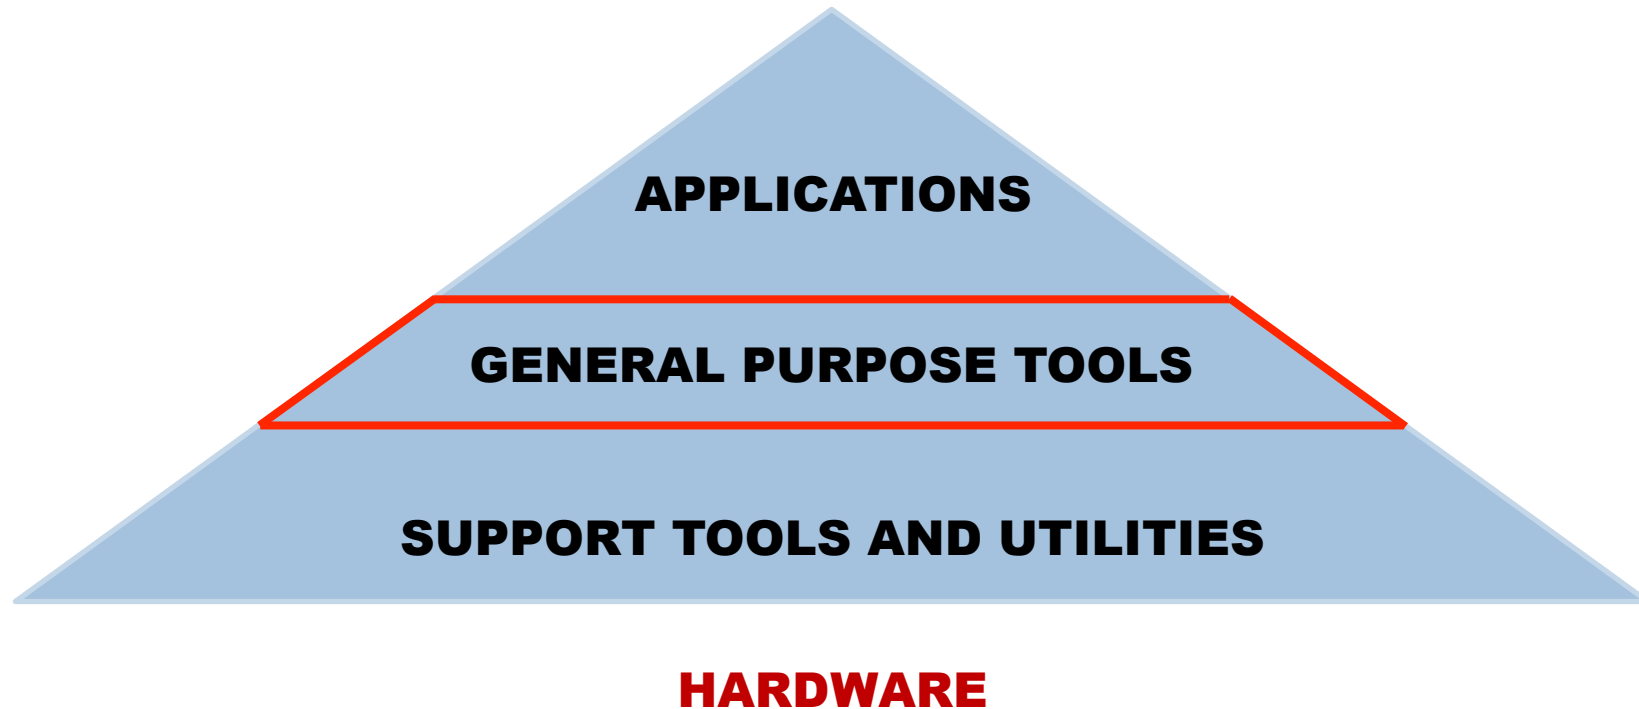 APPLICATIONS
GENERAL PURPOSE TOOLS
SUPPORT TOOLS AND UTILITIES
HARDWARE